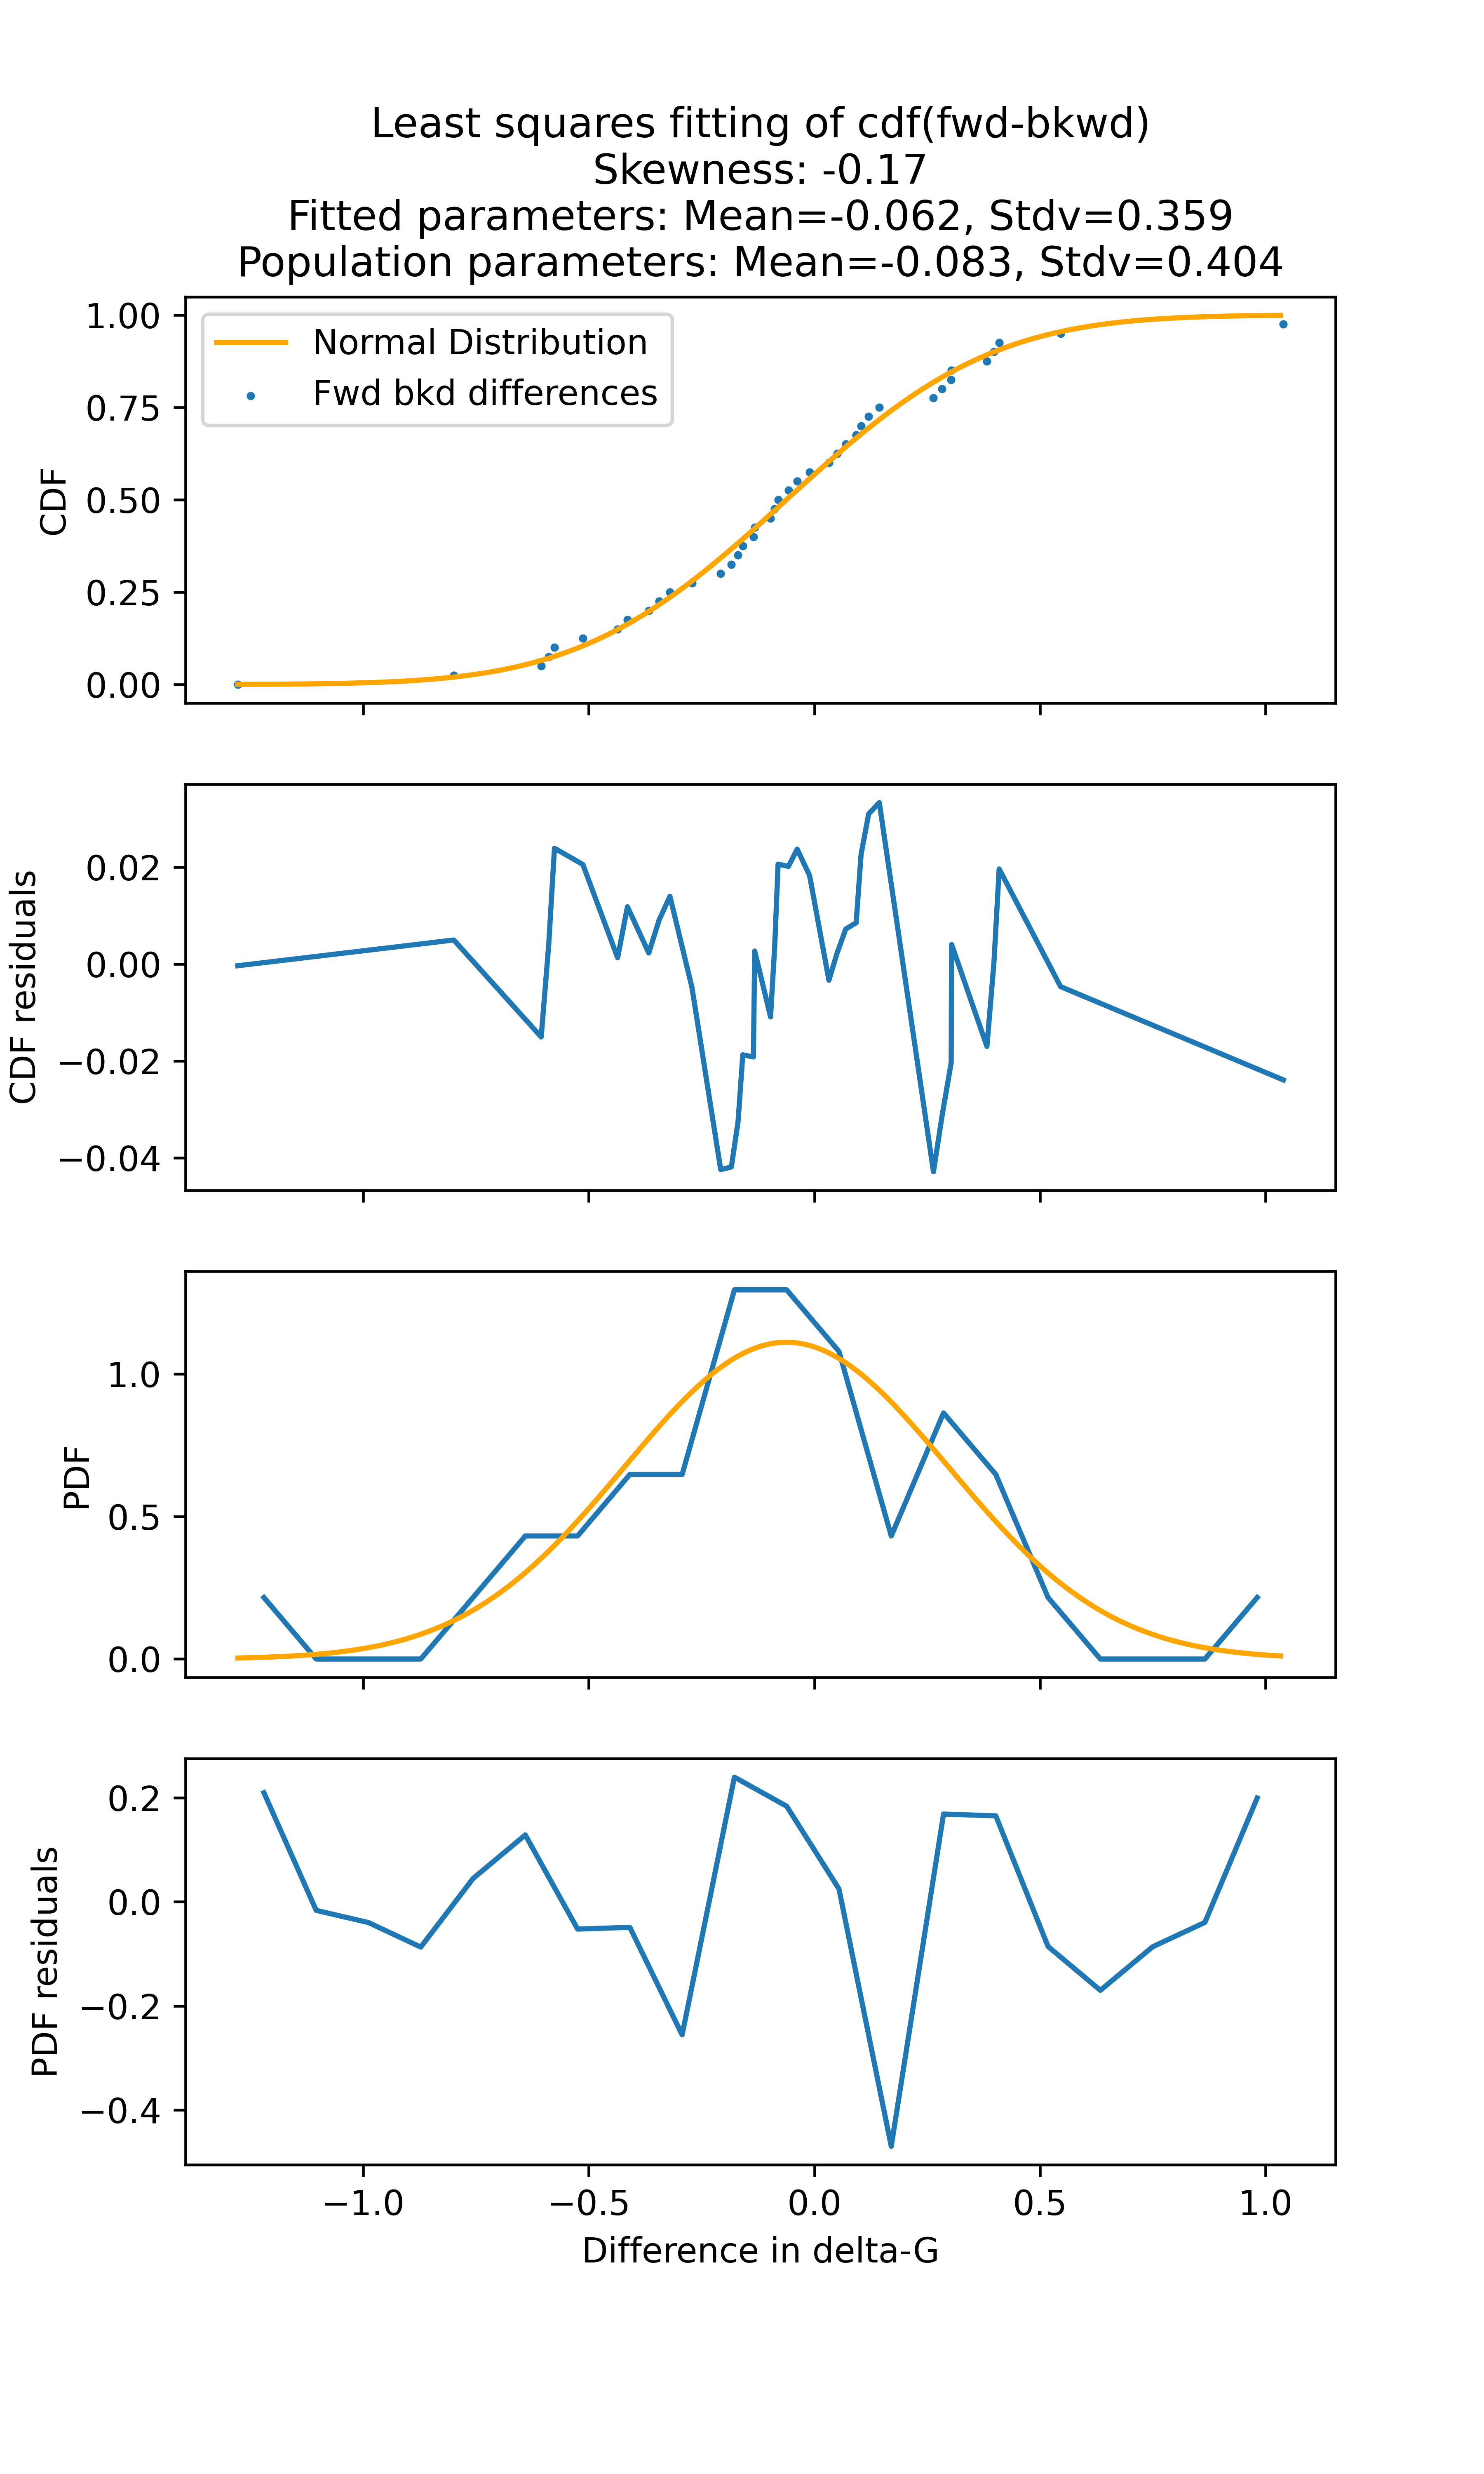 Least squares fitting of cdf(fwd-bkwd)
Skewness: -0.17
Fitted parameters: Mean=-0.062, Stdv=0.359
Population parameters: Mean=-0.083, Stdv=0.404
1.00
0.75
0.50
0.25
0.00
CDF
Normal Distribution
Fwd bkd differences
0.02
0.00
−0.02
−0.04
CDF residuals
1.0
0.5
0.0
PDF
0.2
0.0
−0.2
−0.4
PDF residuals
−1.0 −0.5 0.0 0.5 1.0
Difference in delta-G